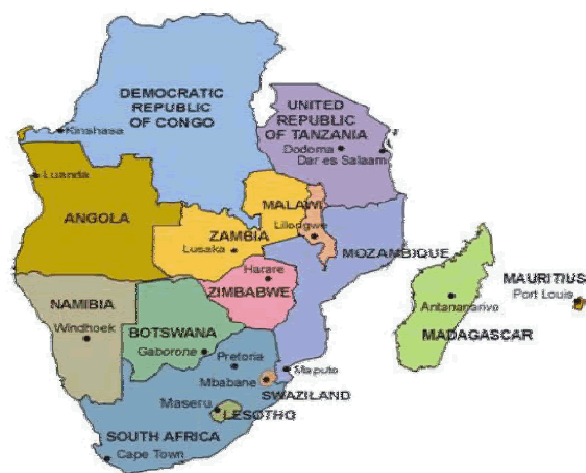 DEMOCRATIC
REPUBLIC
OF CONGO
Kinshasa
UNITED
REPUBLIC
OF TANZANIA
Dodoma
Dar es Salaam
Luanda
ANGOLA
MALAWI
Lilongwe
ZAMBIA
Lusaka
MOZAMBIQUE
Harare
ZIMBABWE
MAURITIUS
Port Louis
Antananarivo
MADAGASCAR
NAMIBIA
Windhoek
BOTSWANA
Gaborone
Pretoria
Mbabane
Maputo
SWAZILAND
Maseru
LESOTHO
SOUTH AFRICA
Cape Town